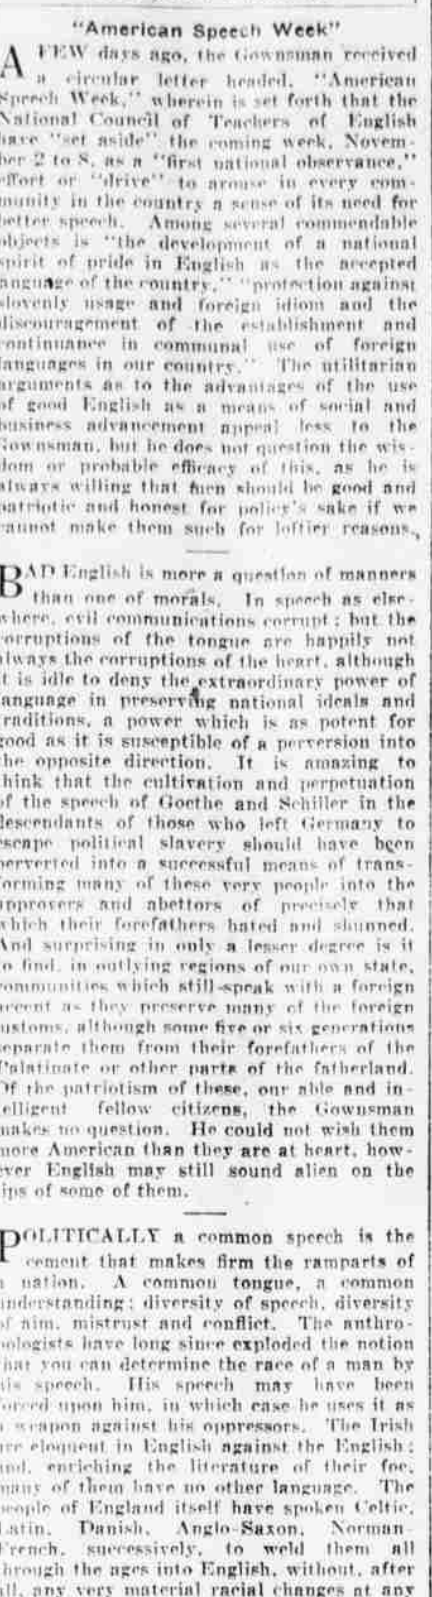 "American Speech Week"
A FEW days ago, the Gownsman received
a circular letter headed, "American
Speech Week," wherein is set forth that the
National Council of Teachers of English
have "set aside" the coming week, Novem-
ber 2 to 8, as a "first national observance,"
effort or "drive" to arouse in every com-
munity in the country a sense of its need for
better speech. Among several commendable
objects is "the development of a national
spirit of pride in English as the accepted
anguage of the country," "protection against
slovenly usage and foreign idiom and the
discouragement of the establishment and
continuance in communal use of foreign
languages in our country." The utilitarian
arguments as to the advantages of the use
of good English as a means of social and
business advancement appeal less to the
Gownsman, but he does not question the wis-
dom or probable efficacy of this, as he is
always willing that men should be good and
patriotic and honest for policy's sake if we
cannot make them such for loftier reasons.
BAD English is more a question of manners
than one of morals. In speech as else-
where, evil communications corrupt; but the
corruptions of the tongue are happily not
always the corruptions of the heart, although
it is idle to deny the extraordinary power of
language in preserving national ideals and
traditions, a power which is as potent for
good as it is susceptible of a perversion into
the opposite direction. It is amazing to
think that the cultivation and perpetuation
of the speech of Goethe and Schiller in the
descendants of those who left Germany to
escape political slavery should have been
perverted into a successful means of trans-
forming many of these very people into the
approvers and abettors of precisely that
which their forefathers hated and shunned.
And surprising in only a lesser degree is it
to find, in outlying regions of our own state,
communities which still speak with a foreign
accent as they preserve many of the foreign
customs, although some five or six generations
separate them from their forefathers of the
Palatinate or other parts of the fatherland.
Of the patriotism of these, our able and in-
telligent fellow citizens, the Gownsman
makes no question. He could not wish them
more American than they are at heart, how-
ever English may still sound alien on the
lips of some of them.
POLITICALLY a common speech is the
cement that makes firm the ramparts of
a nation. A common tongue, a common
understanding; diversity of speech, diversity
of aim, mistrust and conflict. The anthro-
pologists have long since exploded the notion
that you can determine the race of a man by
his speech. His speech may have been
forced upon him, in which case he uses it as
a weapon against his oppressors. The Irish
are eloquent in English against the English;
and, enriching the literature of their foe,
many of them have no other language. The
people of England itself have spoken Celtic,
Latin, Danish, Anglo-Saxon, Norman-
French, successively, to weld them all
through the ages into English, without, after
all, any very material racial changes at any